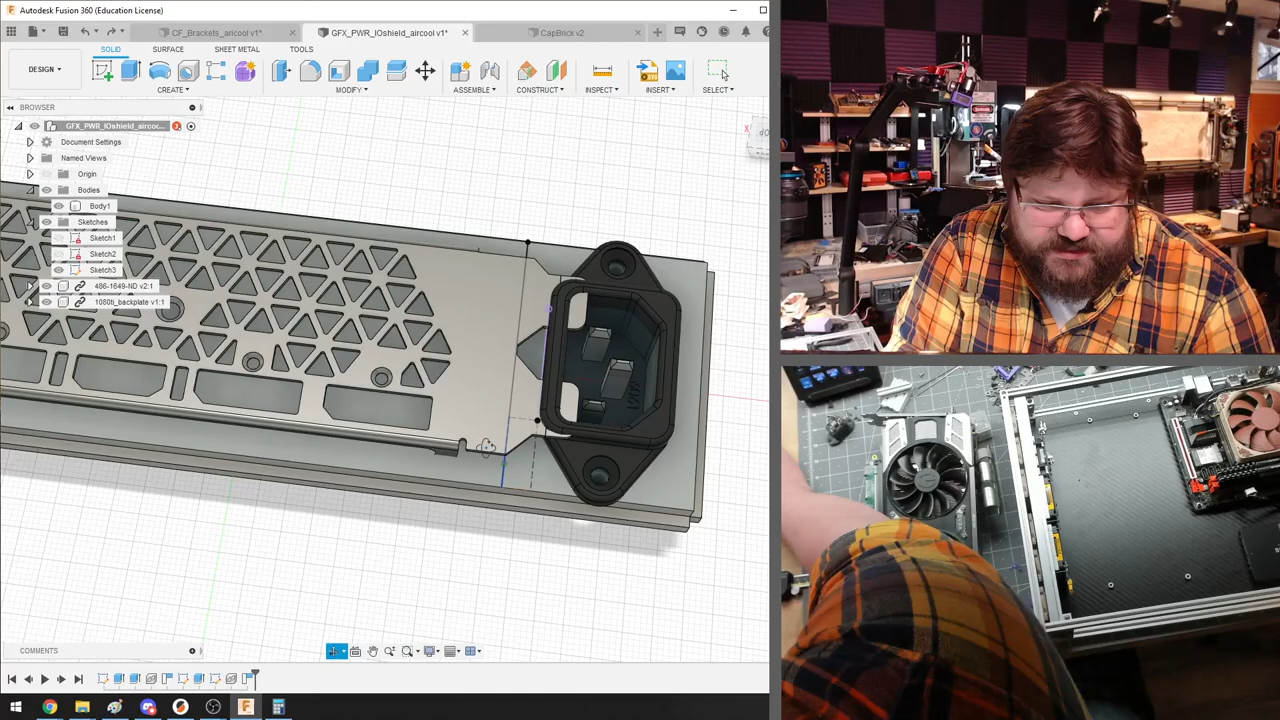 Autodesk Fusion 360 (Education License)
CF_Brackets_aricool v1*
GFX_PWR_IOshield_aircool v1*
CapBrick v2
SOLID
SURFACE
SHEET METAL
TOOLS
DESIGN
CREATE
MODIFY
ASSEMBLE
CONSTRUCT
INSPECT
INSERT
SELECT
BROWSER
GFX_PWR_IOshield_aircoc...
Document Settings
Named Views
Origin
Bodies
Body1
Sketches
Sketch1
Sketch2
Sketch3
486-1649-ND v2:1
1080ti_backplate v1:1
X
COMMENTS